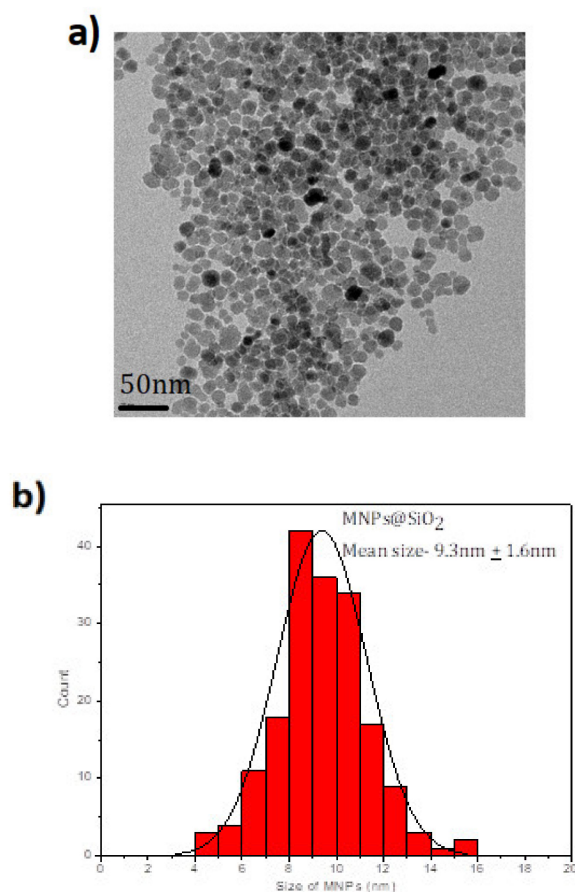 a)
50nm
b)
MNPs@SiO2
Mean size- 9.3nm ± 1.6nm
40
30
20
10
0
Count
0 2 4 6 8 10 12 14 16 18 20
Size of MNPs (nm)